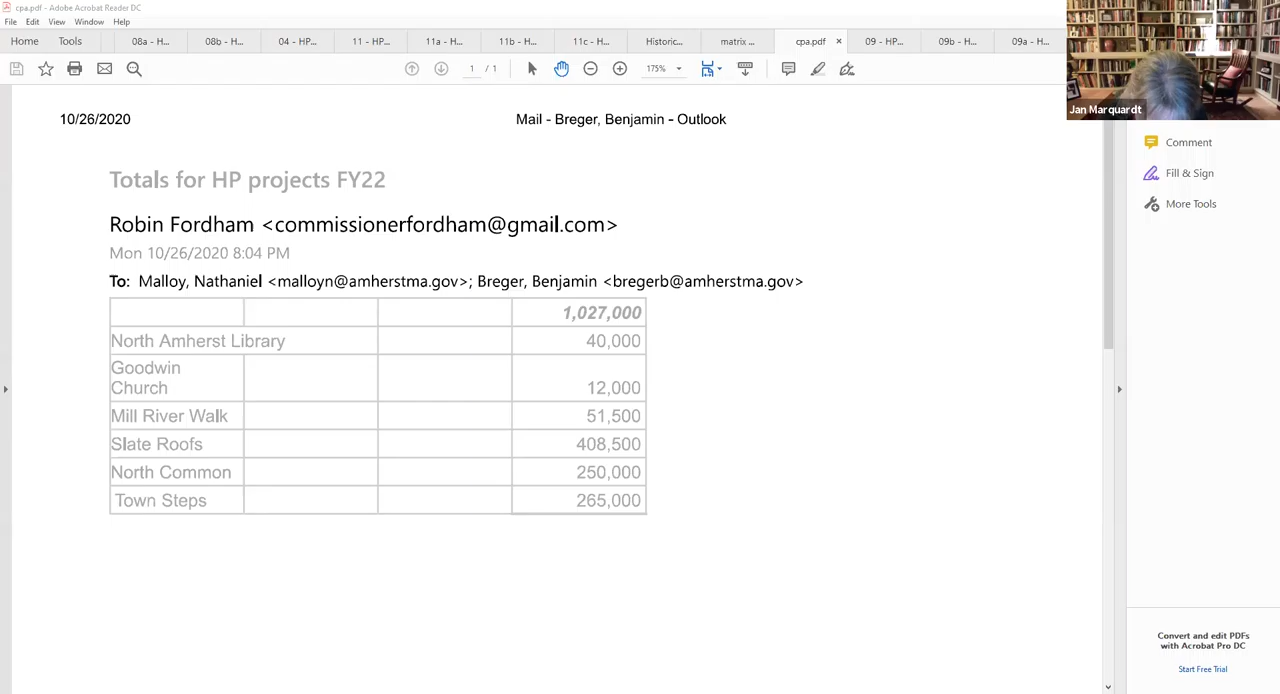 cpa.pdf - Adobe Acrobat Reader DC
File Edit View Window Help
Home Tools 08a - H... 08b - H... 04 - HP... 11 - HP... 11a - H... 11b - H... 11c - H... Historic... matrix ... cpa.pdf × 09 - HP... 09b - H... 09a - H...
1 / 1 175%
Jan Marquardt
10/26/2020 Mail - Breger, Benjamin - Outlook
Totals for HP projects FY22
Robin Fordham <commissionerfordham@gmail.com>
Mon 10/26/2020 8:04 PM
To: Malloy, Nathaniel <malloyn@amherstma.gov>; Breger, Benjamin <bregerb@amherstma.gov>
1,027,000
North Amherst Library 40,000
Goodwin
Church 12,000
Mill River Walk 51,500
Slate Roofs 408,500
North Common 250,000
Town Steps 265,000
Comment
Fill & Sign
More Tools
Convert and edit PDFs
with Acrobat Pro DC
Start Free Trial